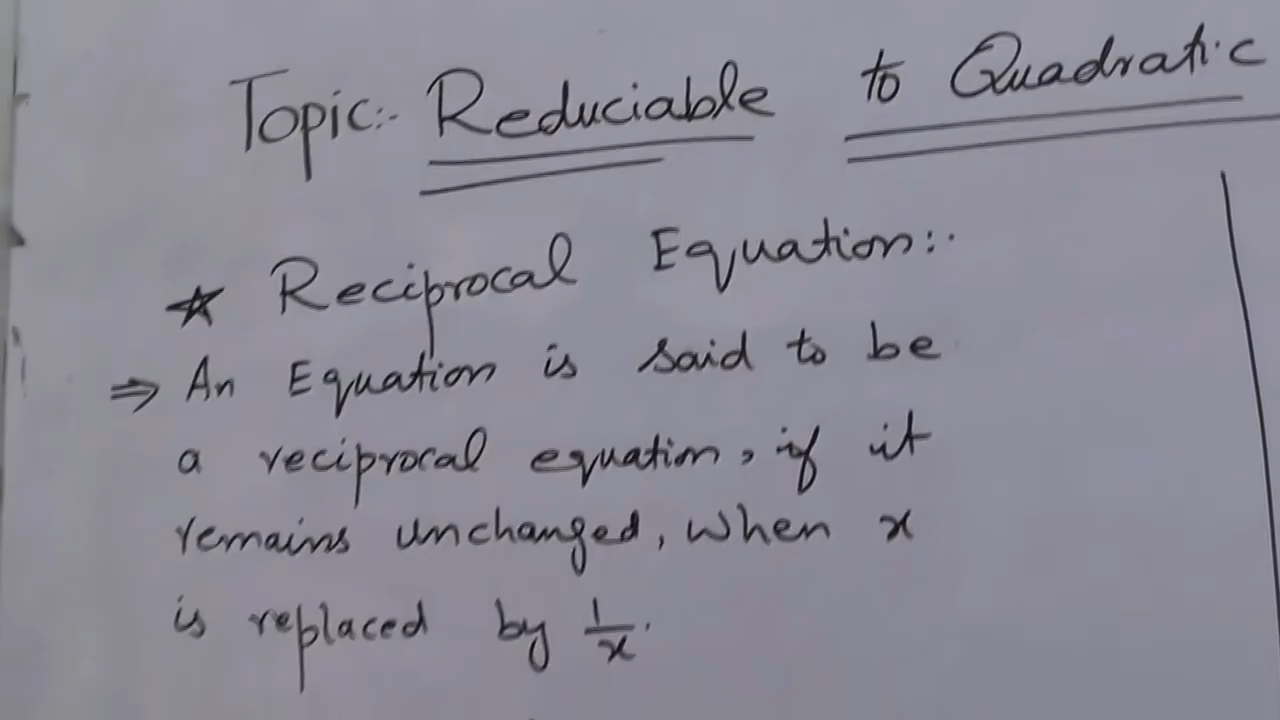 Topic:- Reduciable to Quadratic
★ Reciprocal Equation:-
⇒ An Equation is said to be
a reciprocal equation, if it
remains unchanged, when x
is replaced by 1/x.